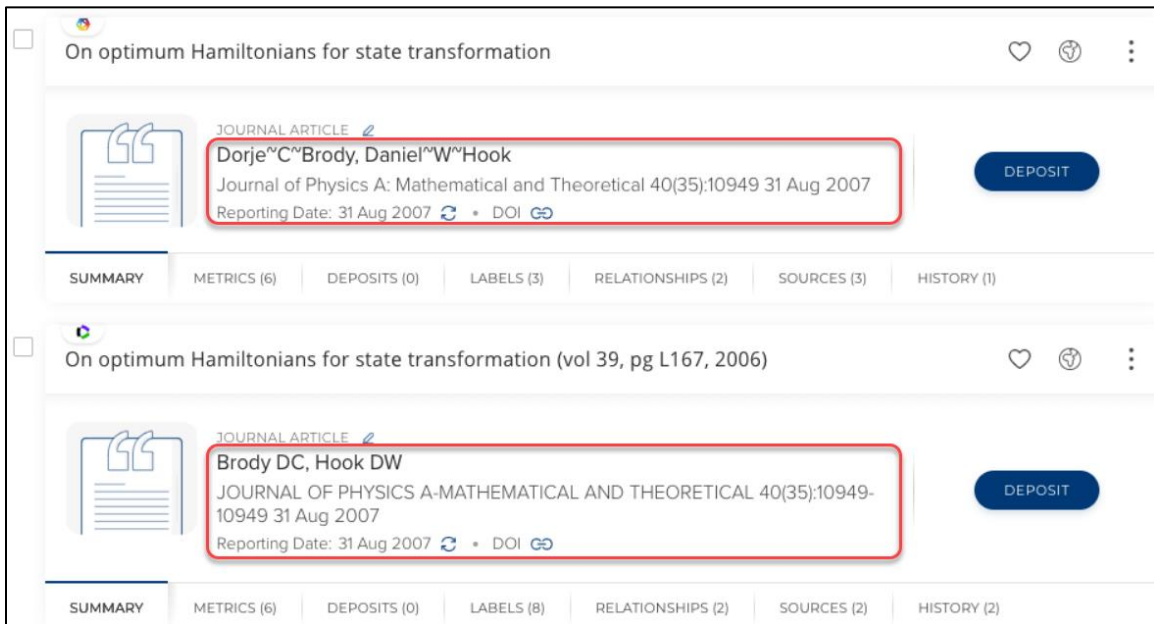 On optimum Hamiltonians for state transformation
JOURNAL ARTICLE
Dorje~C~Brody, Daniel~W~Hook
Journal of Physics A: Mathematical and Theoretical 40(35):10949 31 Aug 2007
Reporting Date: 31 Aug 2007 • DOI
DEPOSIT
SUMMARY METRICS (6) DEPOSITS (0) LABELS (3) RELATIONSHIPS (2) SOURCES (3) HISTORY (1)
On optimum Hamiltonians for state transformation (vol 39, pg L167, 2006)
JOURNAL ARTICLE
Brody DC, Hook DW
JOURNAL OF PHYSICS A-MATHEMATICAL AND THEORETICAL 40(35):10949-
10949 31 Aug 2007
Reporting Date: 31 Aug 2007 • DOI
DEPOSIT
SUMMARY METRICS (6) DEPOSITS (0) LABELS (8) RELATIONSHIPS (2) SOURCES (2) HISTORY (2)